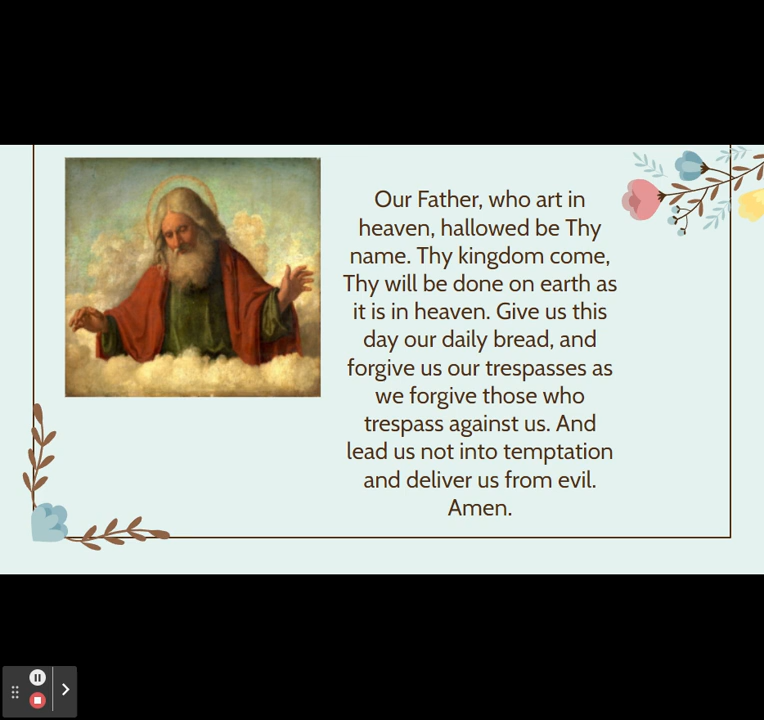 Our Father, who art in
heaven, hallowed be Thy
name. Thy kingdom come,
Thy will be done on earth as
it is in heaven. Give us this
day our daily bread, and
forgive us our trespasses as
we forgive those who
trespass against us. And
lead us not into temptation
and deliver us from evil.
Amen.